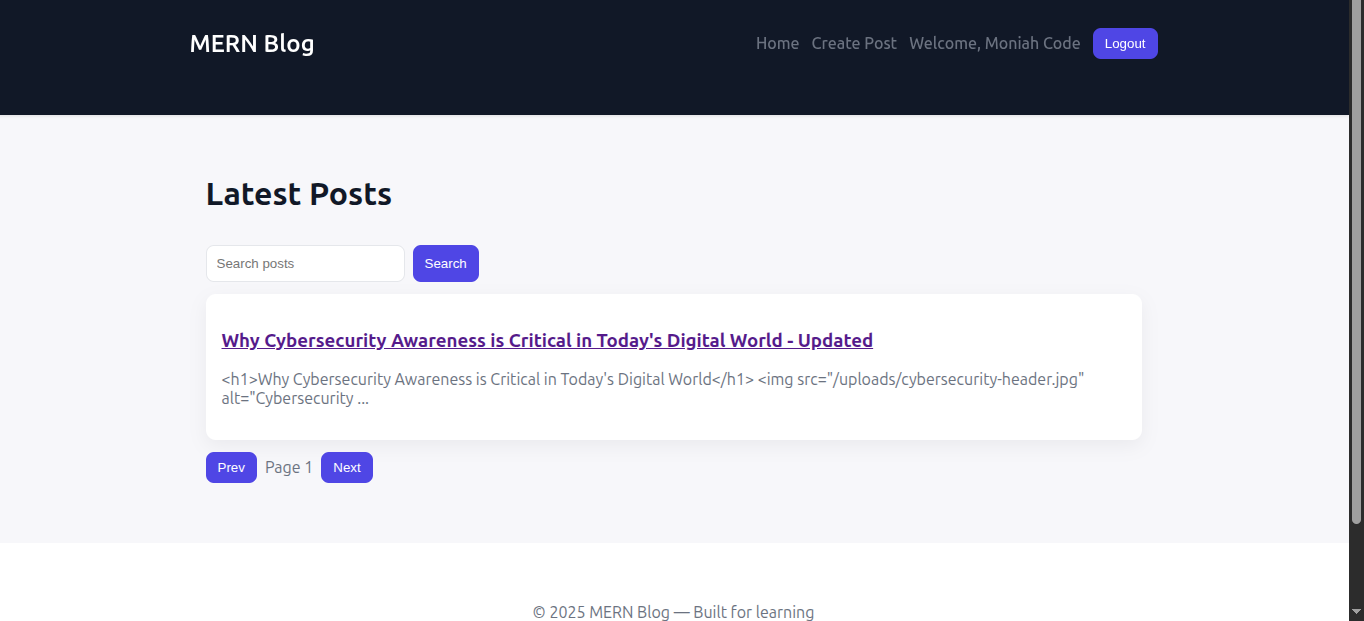 MERN Blog
Home Create Post Welcome, Moniah Code Logout
Latest Posts
Search posts Search
Why Cybersecurity Awareness is Critical in Today's Digital World - Updated
<h1>Why Cybersecurity Awareness is Critical in Today's Digital World</h1> <img src="/uploads/cybersecurity-header.jpg"
alt="Cybersecurity ...
Prev Page 1 Next
© 2025 MERN Blog — Built for learning